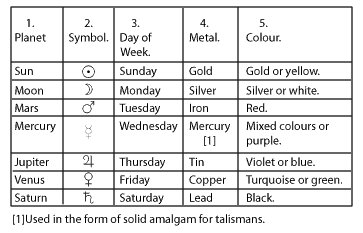 1. Planet 2. Symbol. 3. Day of Week. 4. Metal. 5. Colour.
Sun ☉ Sunday Gold Gold or yellow.
Moon ☽ Monday Silver Silver or white.
Mars ♂ Tuesday Iron Red.
Mercury ☿ Wednesday Mercury [1] Mixed colours or purple.
Jupiter ♃ Thursday Tin Violet or blue.
Venus ♀ Friday Copper Turquoise or green.
Saturn ♄ Saturday Lead Black.
[1]Used in the form of solid amalgam for talismans.